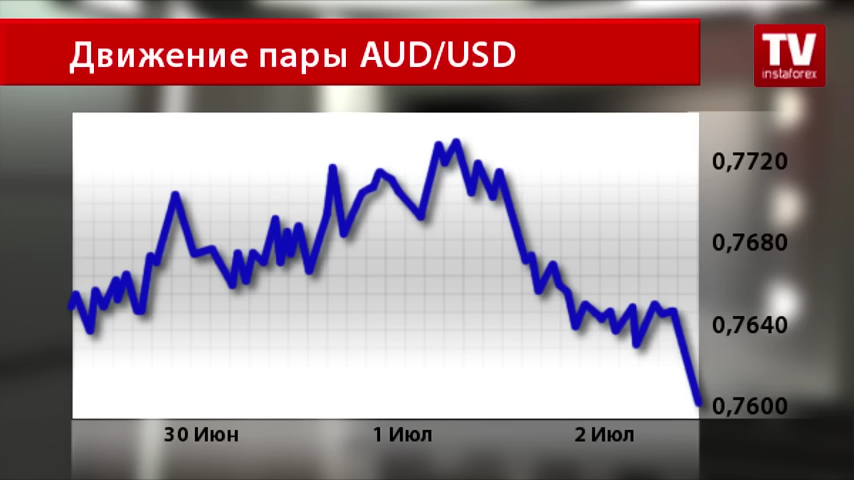 Движение пары AUD/USD
TV
instaforex
0,7720
0,7680
0,7640
0,7600
30 Июн
1 Июл
2 Июл